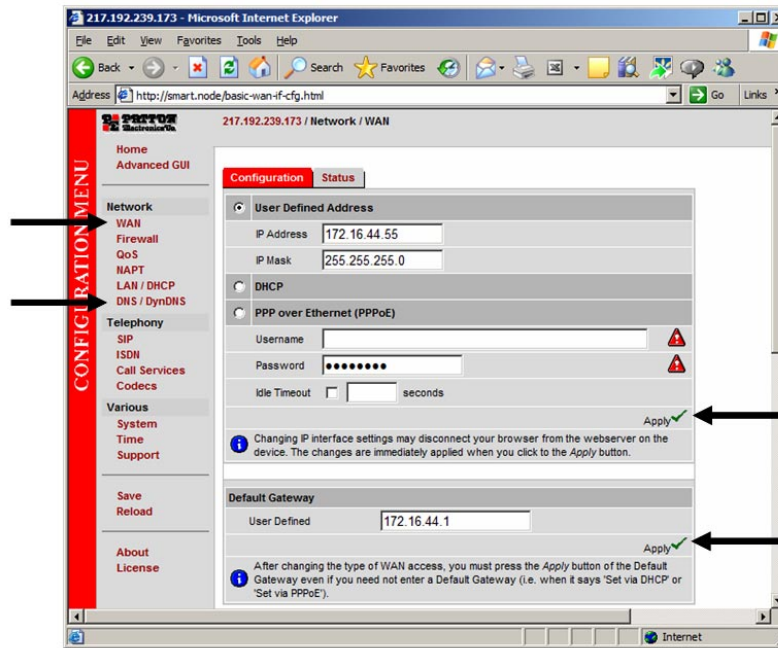 217.192.239.173 - Microsoft Internet Explorer
File Edit View Favorites Tools Help
Back Search Favorites
Address http://smart.node/basic-wan-if-cfg.html Go Links
PATTON
Electronics Co.
217.192.239.173 / Network / WAN
CONFIGURATION MENU
Home
Advanced GUI
Network
WAN
Firewall
QoS
NAPT
LAN / DHCP
DNS / DynDNS
Telephony
SIP
ISDN
Call Services
Codecs
Various
System
Time
Support
Save
Reload
About
License
Configuration Status
User Defined Address
IP Address 172.16.44.55
IP Mask 255.255.255.0
DHCP
PPP over Ethernet (PPPoE)
Username
Password ●●●●●●●●
Idle Timeout seconds
Apply
Changing IP interface settings may disconnect your browser from the webserver on the
device. The changes are immediately applied when you click to the Apply button.
Default Gateway
User Defined 172.16.44.1
Apply
After changing the type of WAN access, you must press the Apply button of the Default
Gateway even if you need not enter a Default Gateway (i.e. when it says 'Set via DHCP' or
'Set via PPPoE').
Internet